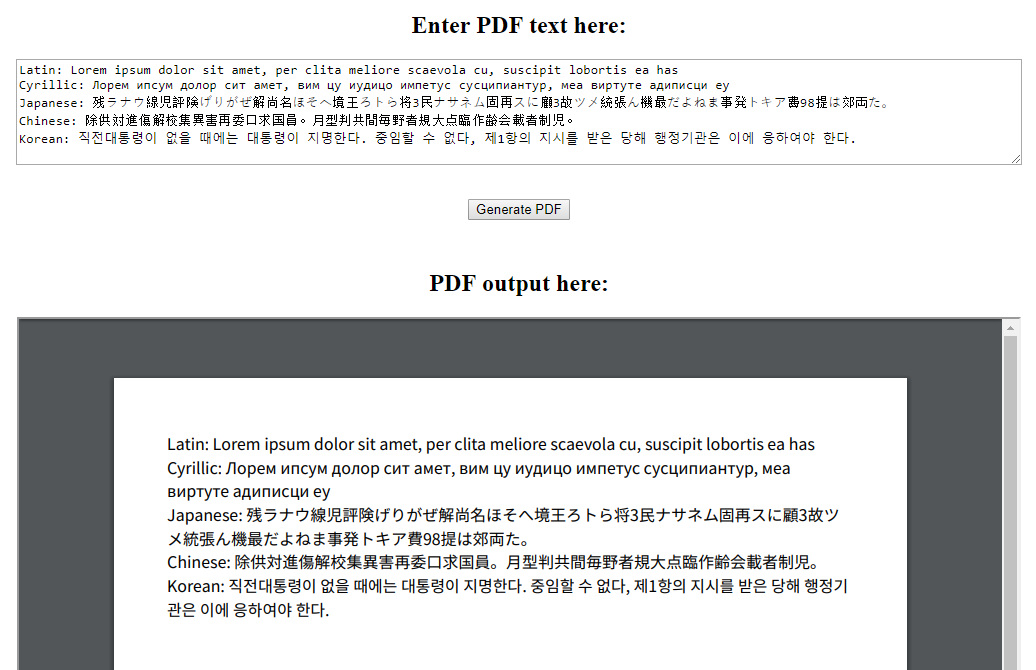 Enter PDF text here:
Latin: Lorem ipsum dolor sit amet, per clita meliore scaevola cu, suscipit lobortis ea has
Cyrillic: Лорем ипсум долор сит амет, вим цу иудицо импетус сусципиантур, меа виртуте адиписци еу
Japanese: 残ラナウ線児評険げりがぜ解尚名ほそへ境王ろトら将3民ナサネム固再スに顧3故ツメ統張ん機最だよねま事発トキア費98提は郊両た。
Chinese: 除供対進傷解校集異害再委口求国員。月型判共間毎野者規大点臨作齢会載者制児。
Korean: 직전대통령이 없을 때에는 대통령이 지명한다. 중임할 수 없다, 제1항의 지시를 받은 당해 행정기관은 이에 응하여야 한다.
Generate PDF
PDF output here:
Latin: Lorem ipsum dolor sit amet, per clita meliore scaevola cu, suscipit lobortis ea has
Cyrillic: Лорем ипсум долор сит амет, вим цу иудицо импетус сусципиантур, меа
виртуте адиписци еу
Japanese: 残ラナウ線児評険げりがぜ解尚名ほそへ境王ろトら将3民ナサネム固再スに顧3故ツ
メ統張ん機最だよねま事発トキア費98提は郊両た。
Chinese: 除供対進傷解校集異害再委口求国員。月型判共間毎野者規大点臨作齢会載者制児。
Korean: 직전대통령이 없을 때에는 대통령이 지명한다. 중임할 수 없다, 제1항의 지시를 받은 당해 행정기
관은 이에 응하여야 한다.